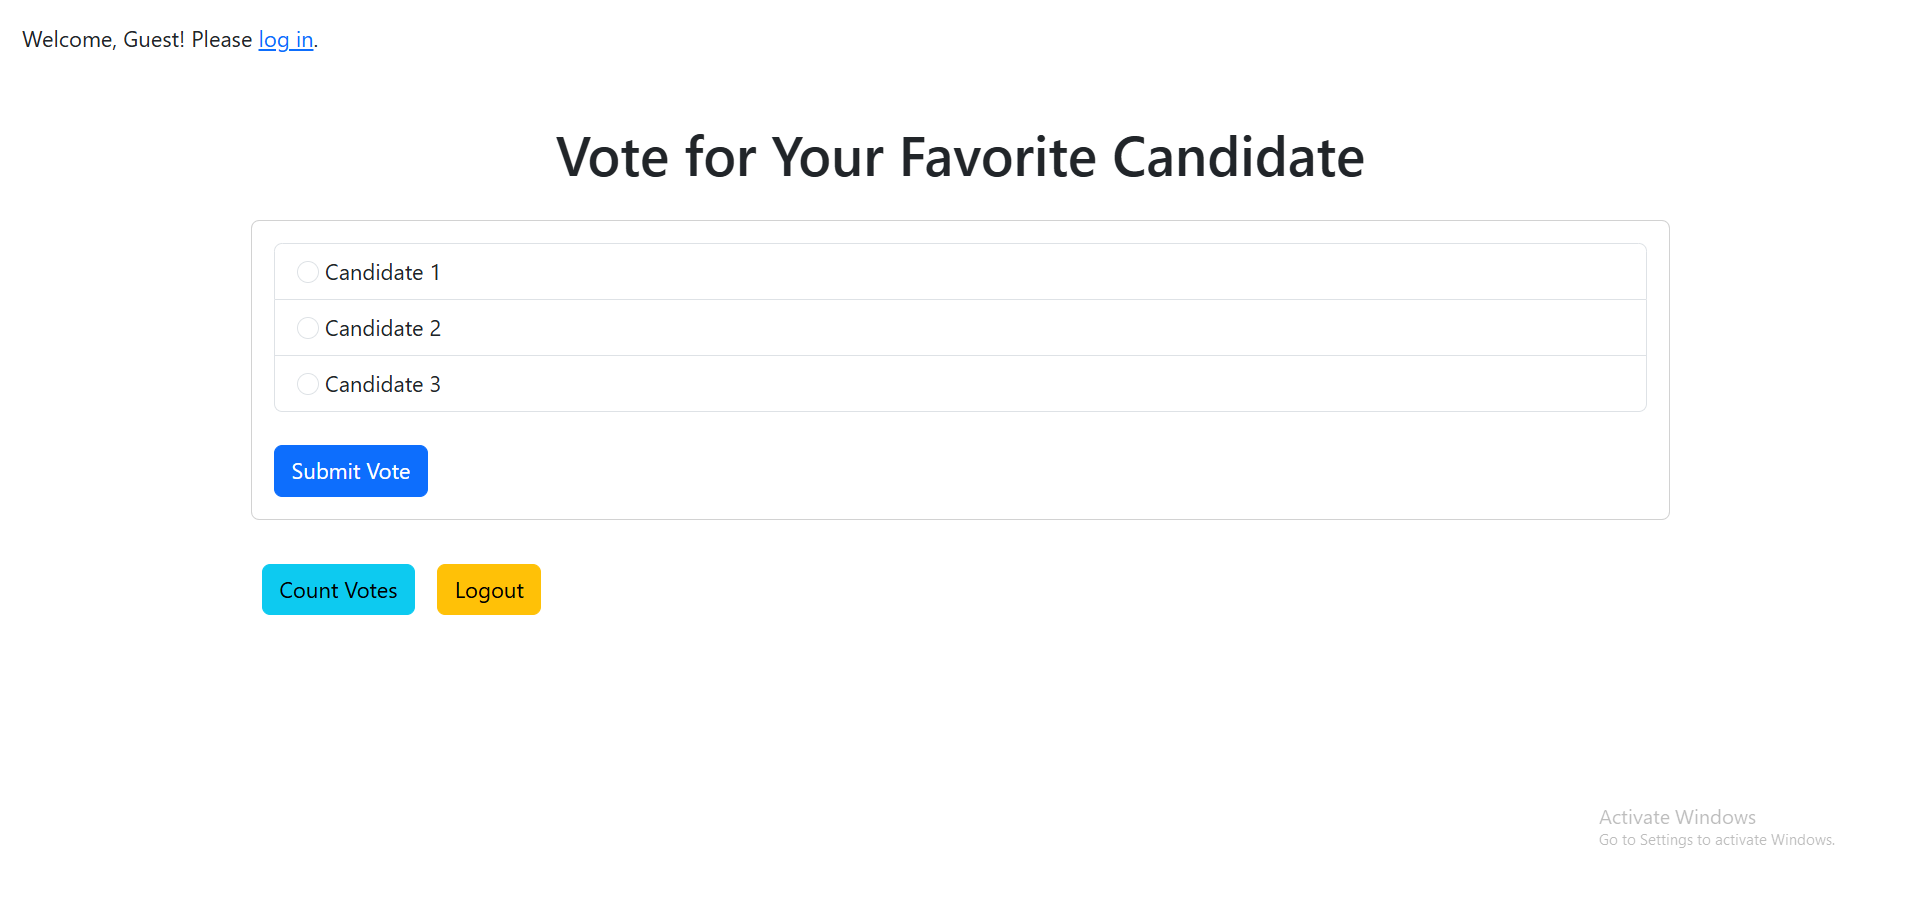 Welcome, Guest! Please log in.
Vote for Your Favorite Candidate
Candidate 1
Candidate 2
Candidate 3
Submit Vote
Count Votes
Logout
Activate Windows
Go to Settings to activate Windows.